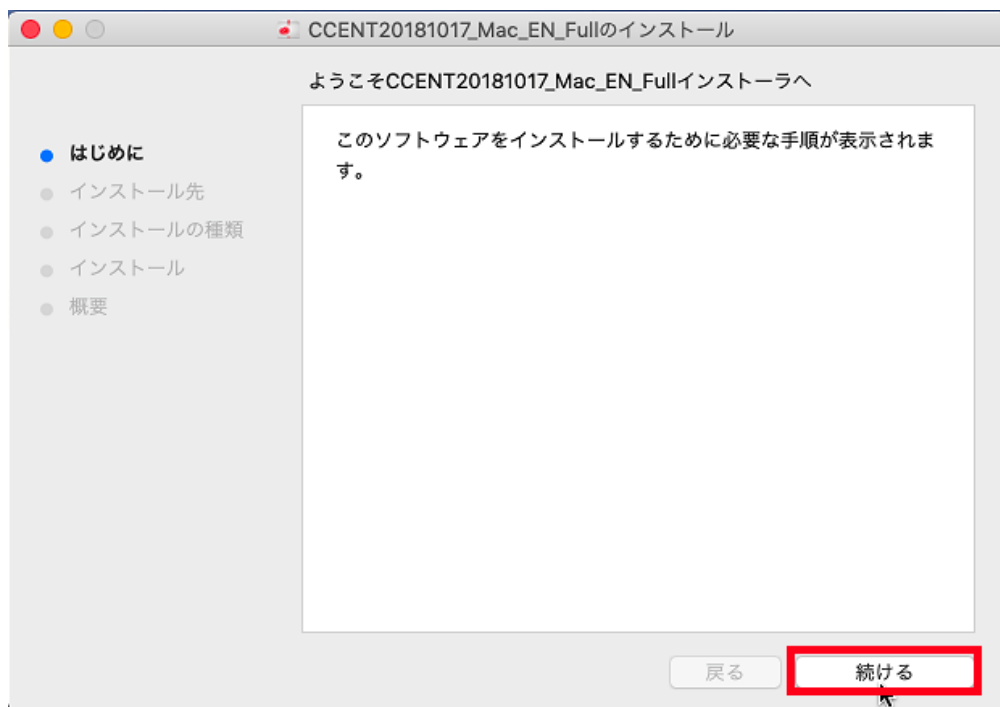 CCENT20181017_Mac_EN_Fullのインストール
ようこそCCENT20181017_Mac_EN_Fullインストーラへ
はじめに
インストール先
インストールの種類
インストール
概要
このソフトウェアをインストールするために必要な手順が表示されま
す。
戻る
続ける